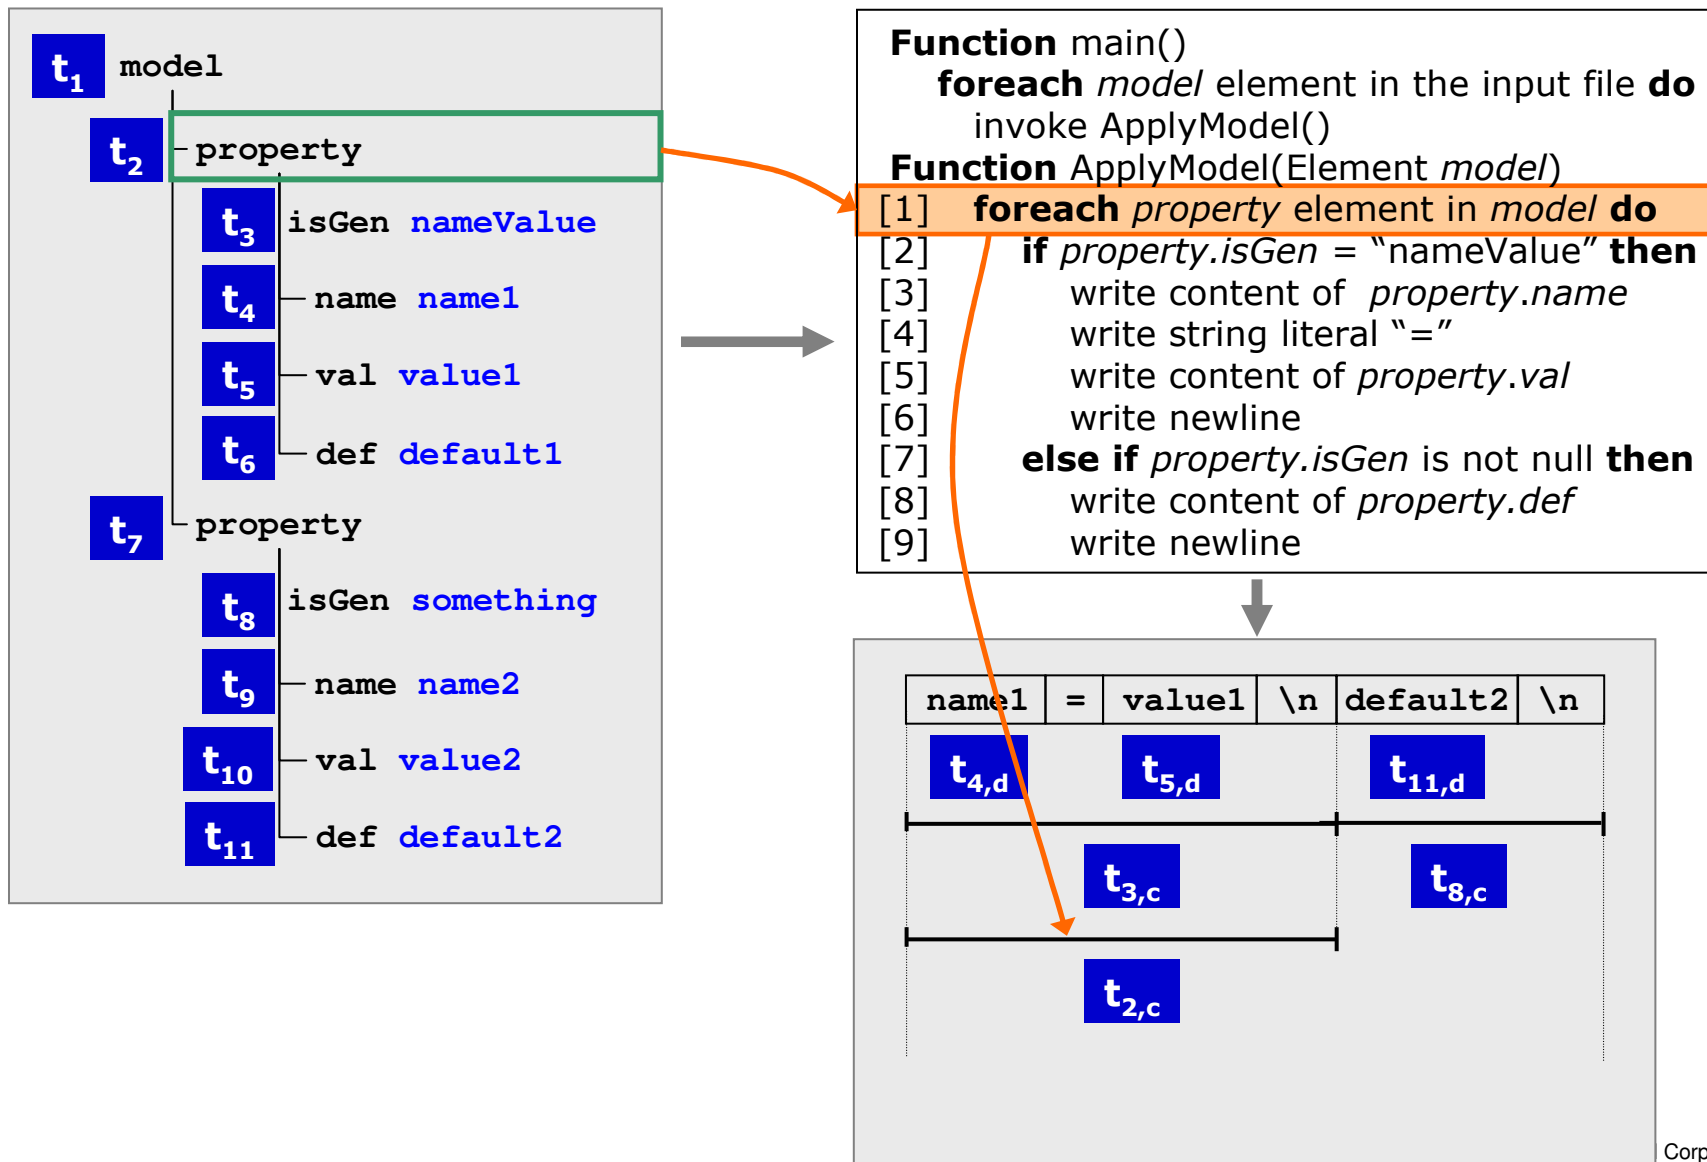 t1 model
t2 property
t3 isGen nameValue
t4 name name1
t5 val value1
t6 def default1
t7 property
t8 isGen something
t9 name name2
t10 val value2
t11 def default2
Function main()
foreach model element in the input file do
invoke ApplyModel()
Function ApplyModel(Element model)
[1] foreach property element in model do
[2] if property.isGen = “nameValue” then
[3] write content of property.name
[4] write string literal “=”
[5] write content of property.val
[6] write newline
[7] else if property.isGen is not null then
[8] write content of property.def
[9] write newline
name1 = value1 \n default2 \n
t4,d t5,d t11,d
t3,c t8,c
t2,c
Corp